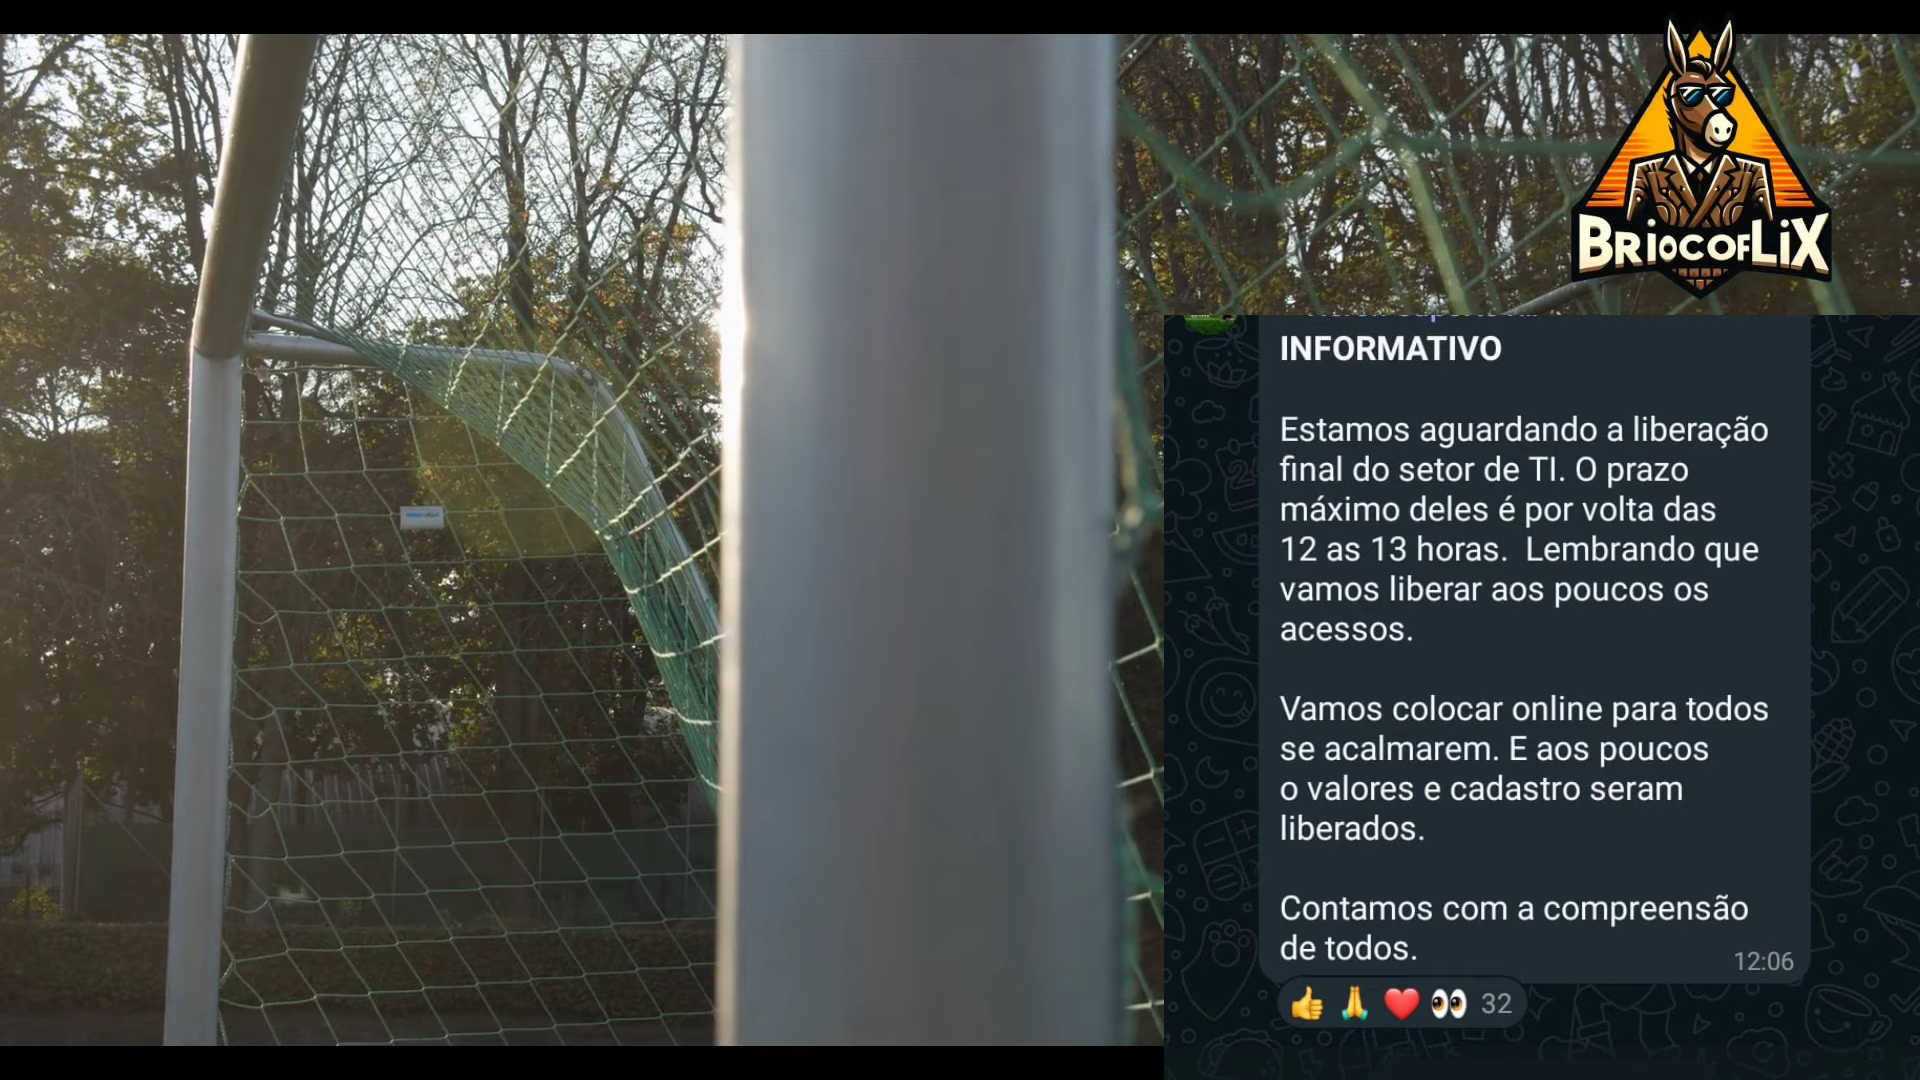 BRIOCOFLIX
INFORMATIVO
Estamos aguardando a liberação
final do setor de TI. O prazo
máximo deles é por volta das
12 as 13 horas.  Lembrando que
vamos liberar aos poucos os
acessos.
Vamos colocar online para todos
se acalmarem. E aos poucos
o valores e cadastro seram
liberados.
Contamos com a compreensão
de todos.
12:06
32